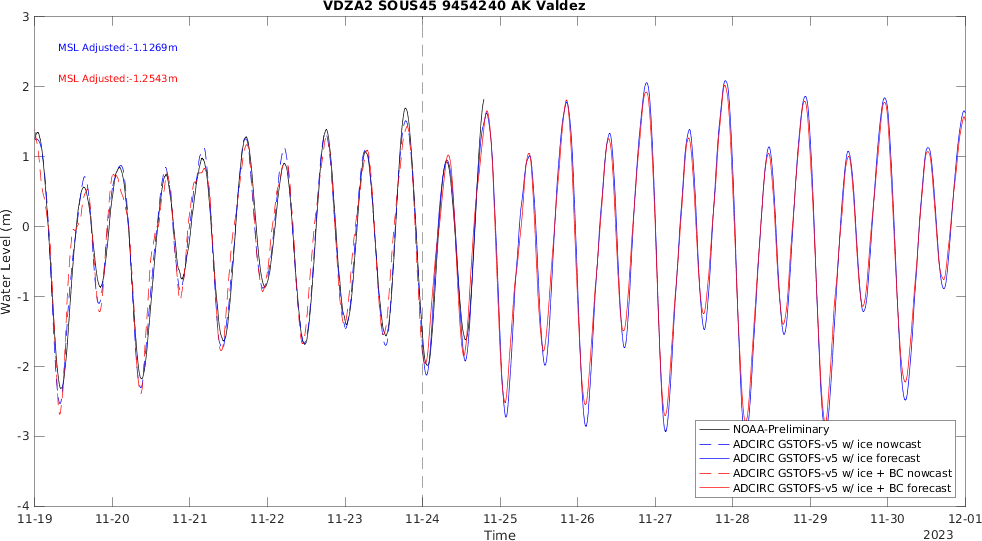 VDZA2 SOUS45 9454240 AK Valdez
MSL Adjusted:-1.1269m
MSL Adjusted:-1.2543m
3
2
1
0
-1
-2
-3
-4
Water Level (m)
NOAA-Preliminary
ADCIRC GSTOFS-v5 w/ ice nowcast
ADCIRC GSTOFS-v5 w/ ice forecast
ADCIRC GSTOFS-v5 w/ ice + BC nowcast
ADCIRC GSTOFS-v5 w/ ice + BC forecast
11-19 11-20 11-21 11-22 11-23 11-24 11-25 11-26 11-27 11-28 11-29 11-30 12-01
Time
2023